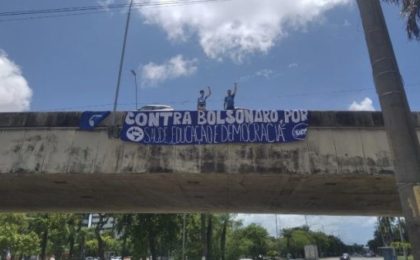 CONTRA BOLSONARO, POR
SAÚDE, EDUCAÇÃO E DEMOCRACIA